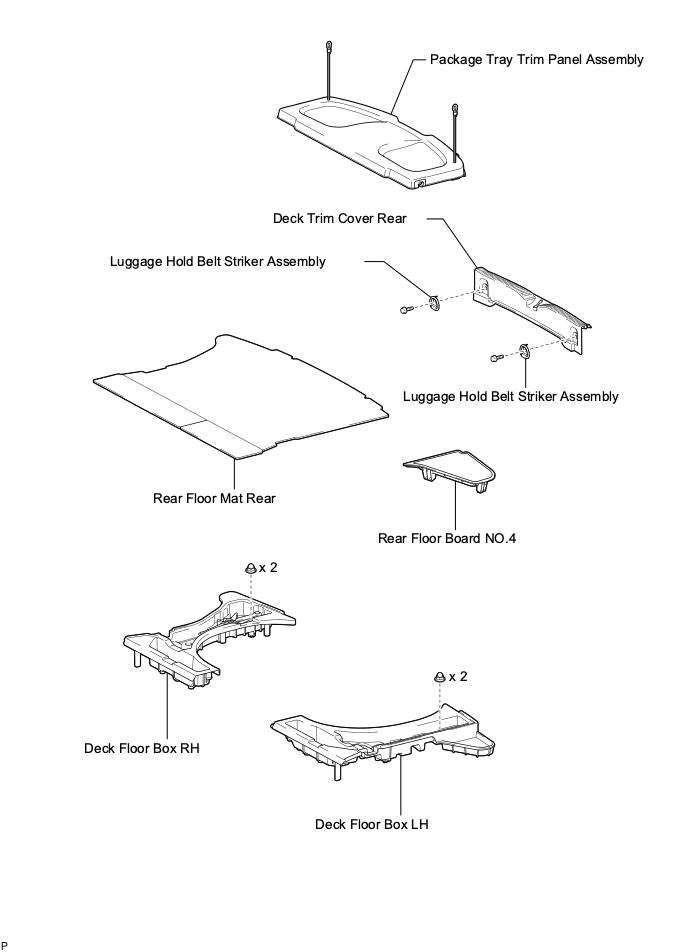 Package Tray Trim Panel Assembly
Deck Trim Cover Rear
Luggage Hold Belt Striker Assembly
Luggage Hold Belt Striker Assembly
Rear Floor Mat Rear
Rear Floor Board NO.4
x 2
x 2
Deck Floor Box RH
Deck Floor Box LH
P